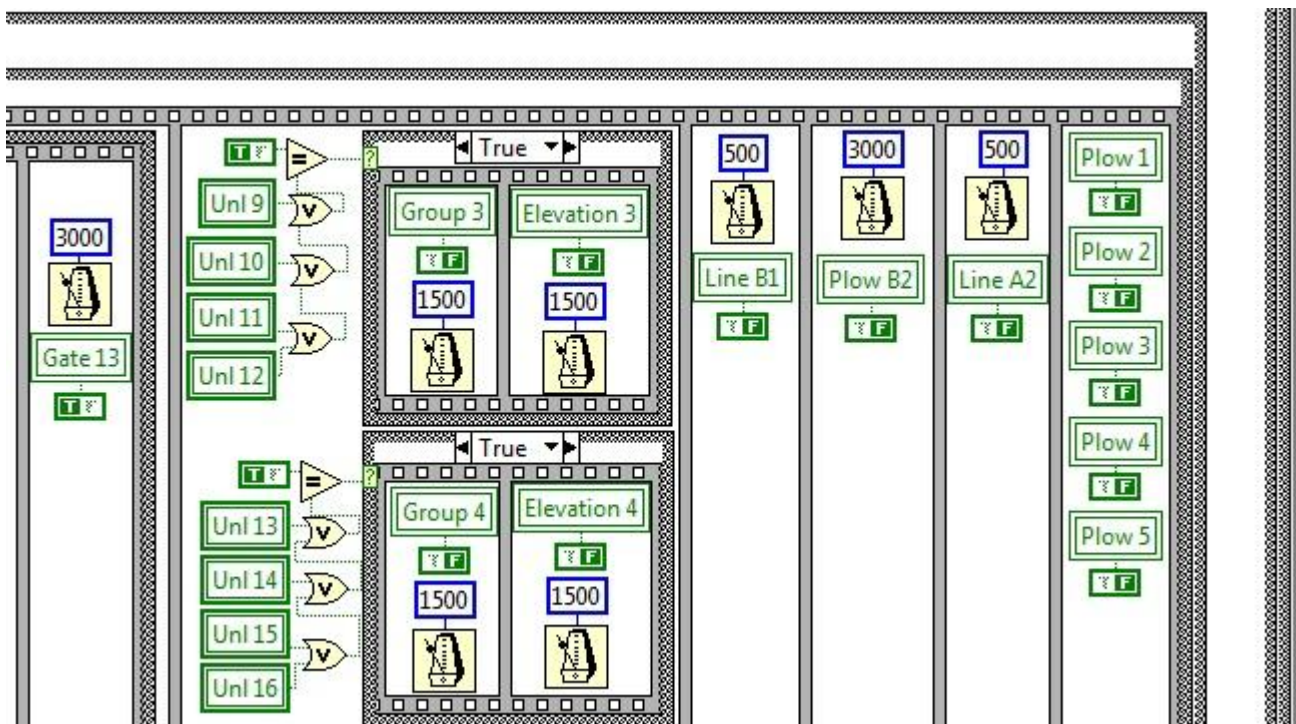 3000
Gate 13
T F
T F
=
Unl 9
V
Unl 10
V
Unl 11
V
Unl 12
?
True
Group 3
F
1500
Elevation 3
F
1500
T F
=
Unl 13
V
Unl 14
V
Unl 15
V
Unl 16
?
True
Group 4
F
1500
Elevation 4
F
1500
500
Line B1
F
3000
Plow B2
F
500
Line A2
F
Plow 1
F
Plow 2
F
Plow 3
F
Plow 4
F
Plow 5
F